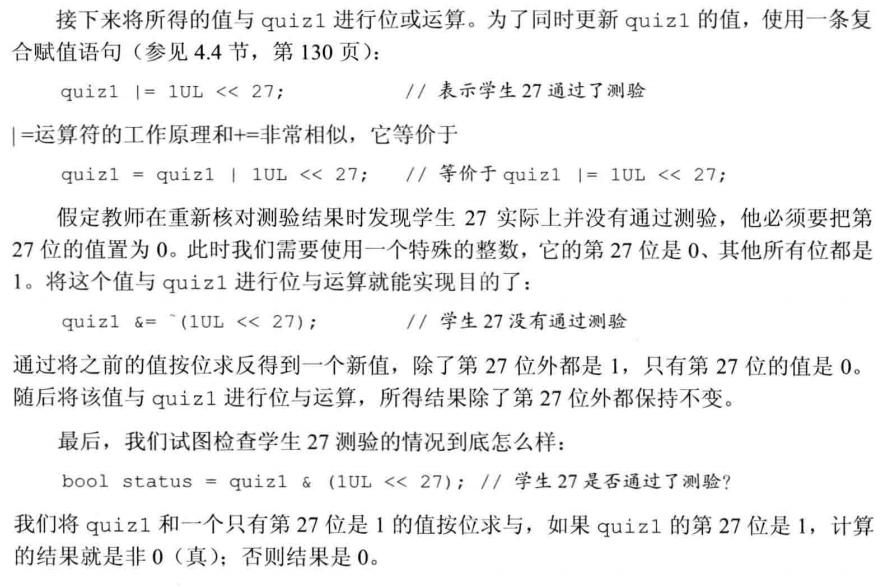 接下来将所得的值与 quiz1 进行位或运算。为了同时更新 quiz1 的值，使用一条复
合赋值语句（参见 4.4 节，第 130 页）：
quiz1 |= 1UL << 27; // 表示学生 27 通过了测验
|=运算符的工作原理和+=非常相似，它等价于
quiz1 = quiz1 | 1UL << 27; // 等价于 quiz1 |= 1UL << 27;
假定教师在重新核对测验结果时发现学生 27 实际上并没有通过测验，他必须要把第
27 位的值置为 0。此时我们需要使用一个特殊的整数，它的第 27 位是 0、其他所有位都是
1。将这个值与 quiz1 进行位与运算就能实现目的了：
quiz1 &= ~(1UL << 27); // 学生 27 没有通过测验
通过将之前的值按位求反得到一个新值，除了第 27 位外都是 1，只有第 27 位的值是 0。
随后将该值与 quiz1 进行位与运算，所得结果除了第 27 位外都保持不变。
最后，我们试图检查学生 27 测验的情况到底怎么样：
bool status = quiz1 & (1UL << 27); // 学生 27 是否通过了测验？
我们将 quiz1 和一个只有第 27 位是 1 的值按位求与，如果 quiz1 的第 27 位是 1，计算
的结果就是非 0（真）；否则结果是 0。